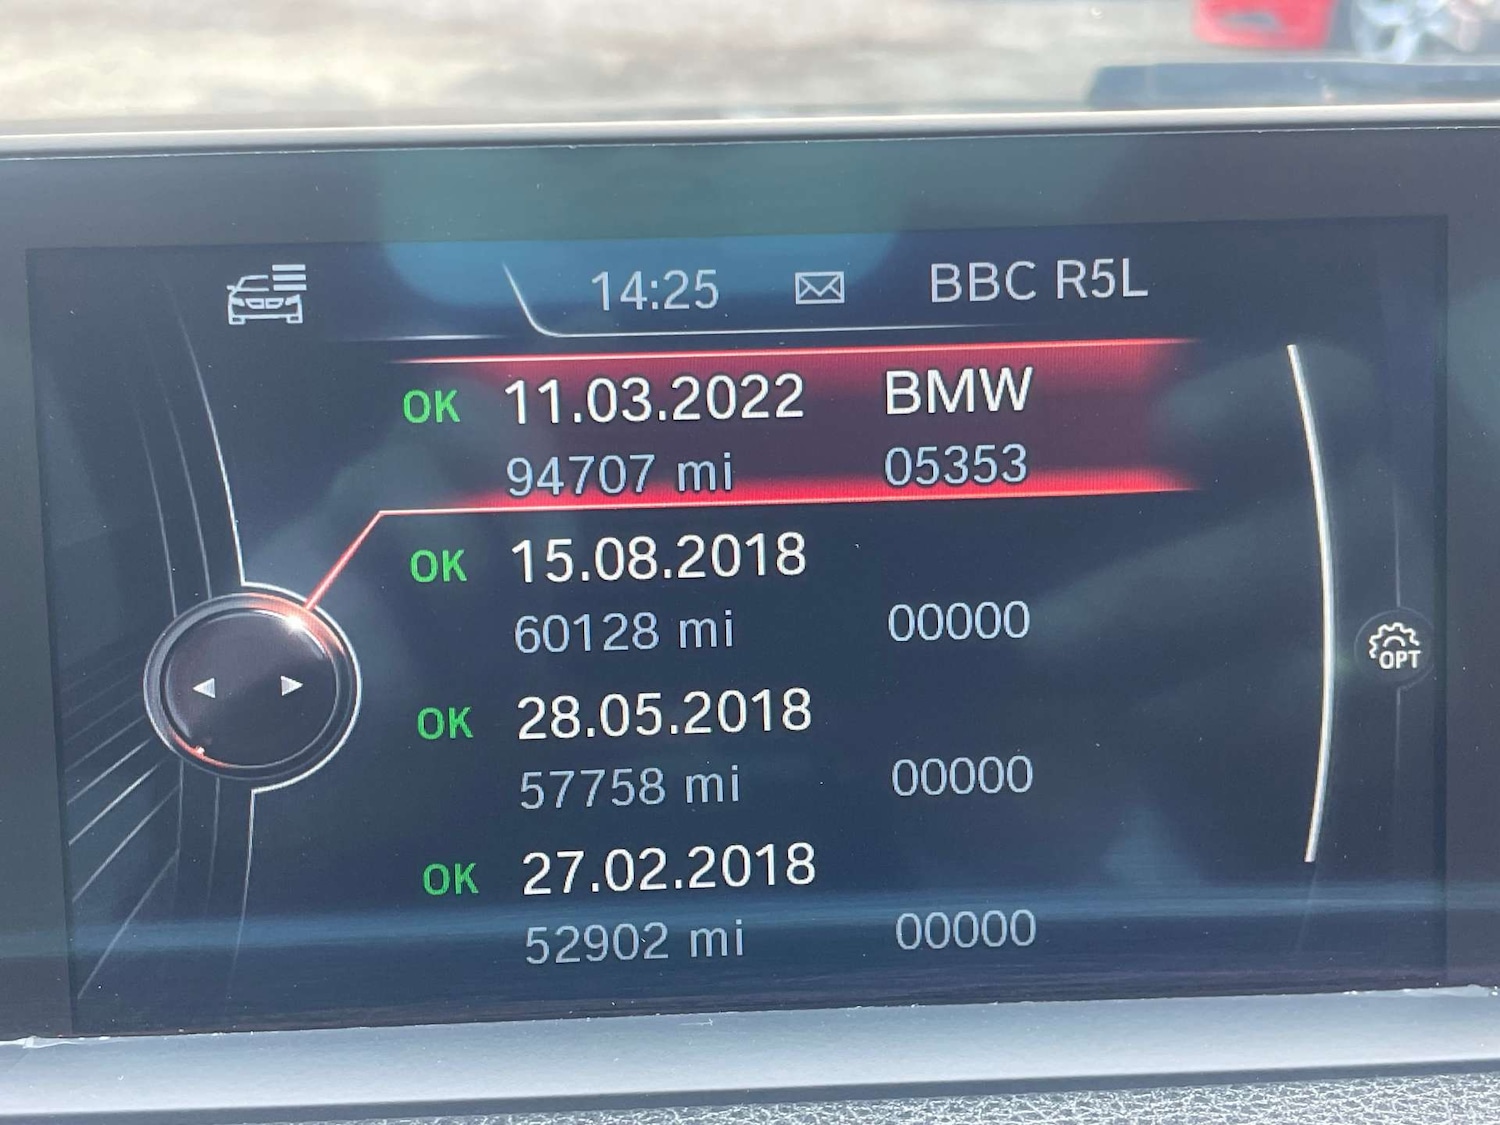 14:25 BBC R5L
OK 11.03.2022 BMW
94707 mi 05353
OK 15.08.2018
60128 mi 00000
OK 28.05.2018
57758 mi 00000
OK 27.02.2018
52902 mi 00000
OPT